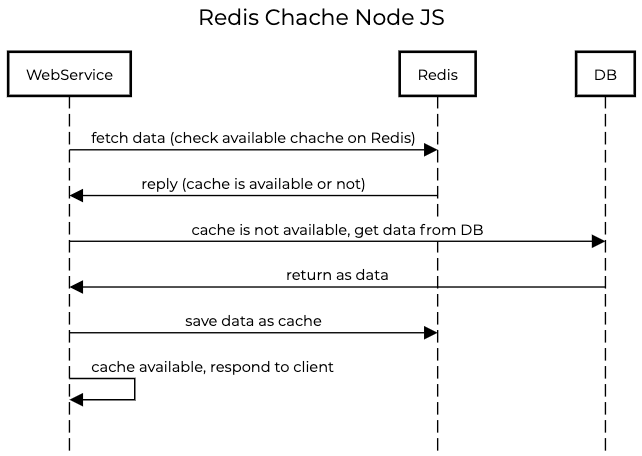 Redis Chache Node JS
WebService
Redis
DB
fetch data (check available chache on Redis)
reply (cache is available or not)
cache is not available, get data from DB
return as data
save data as cache
cache available, respond to client